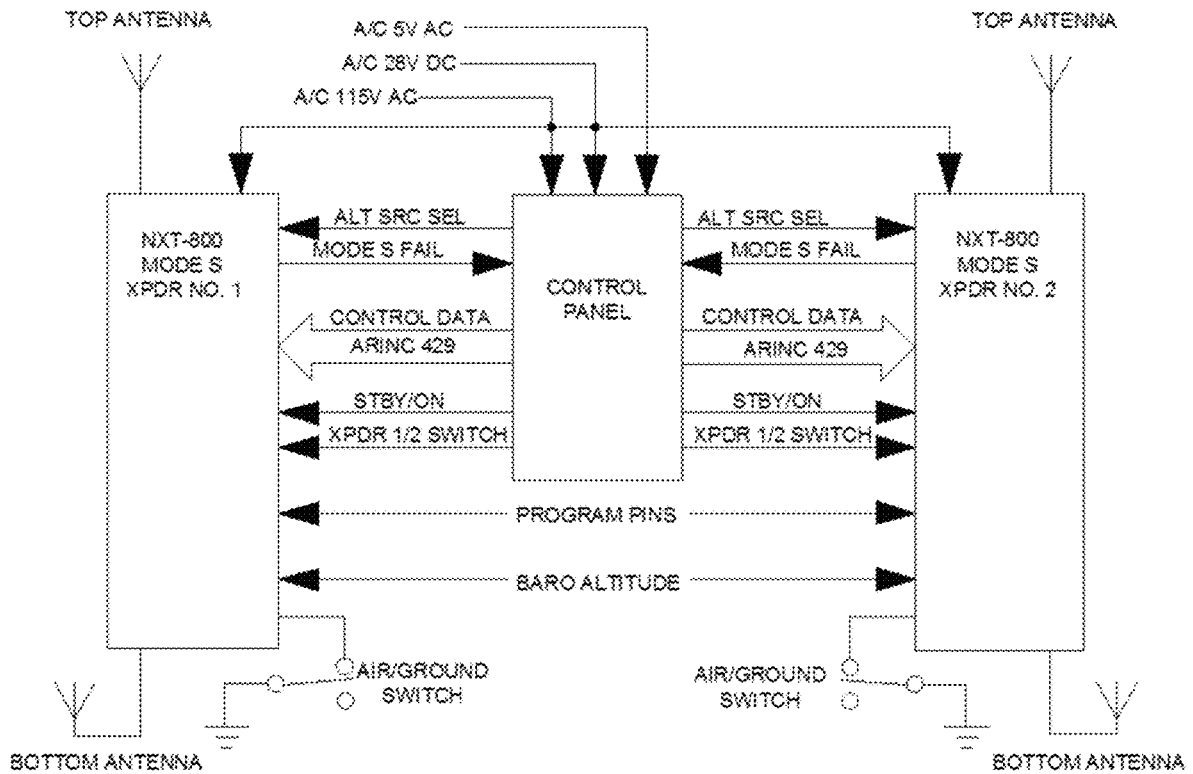 TOP ANTENNA
TOP ANTENNA
A/C 5V AC
A/C 28V DC
A/C 115V AC
NXT-800
MODE S
XPDR NO. 1
ALT SRC SEL
MODE S FAIL
CONTROL DATA
ARINC 429
STBY/ON
XPDR 1/2 SWITCH
CONTROL
PANEL
ALT SRC SEL
MODE S FAIL
CONTROL DATA
ARINC 429
STBY/ON
XPDR 1/2 SWITCH
NXT-800
MODE S
XPDR NO. 2
PROGRAM PINS
BARO ALTITUDE
AIR/GROUND
SWITCH
AIR/GROUND
SWITCH
BOTTOM ANTENNA
BOTTOM ANTENNA